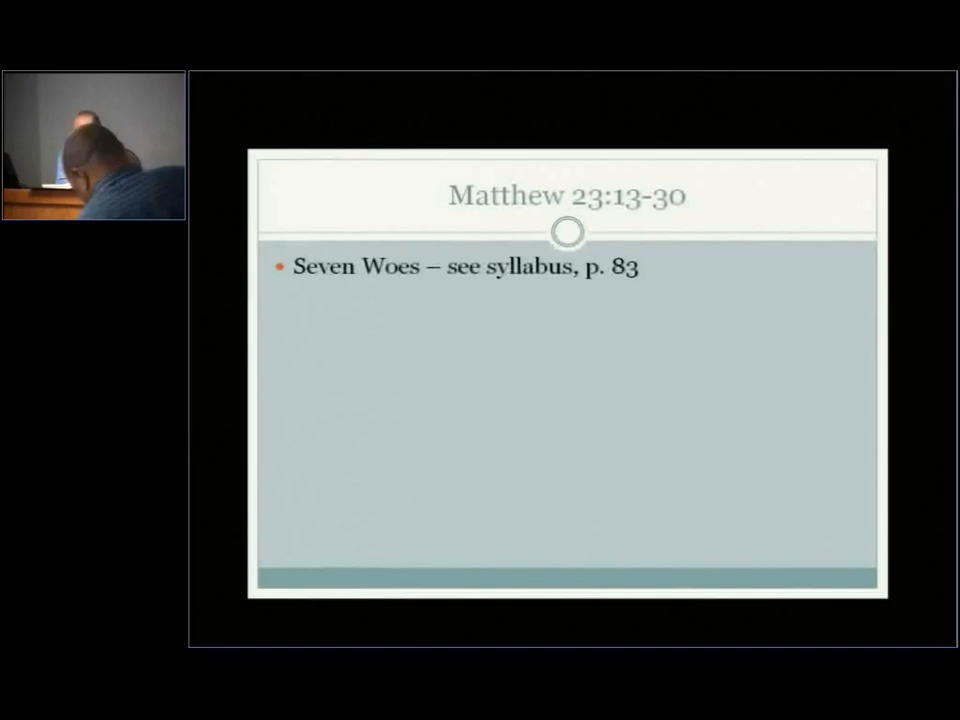 Matthew 23:13-30
• Seven Woes – see syllabus, p. 83